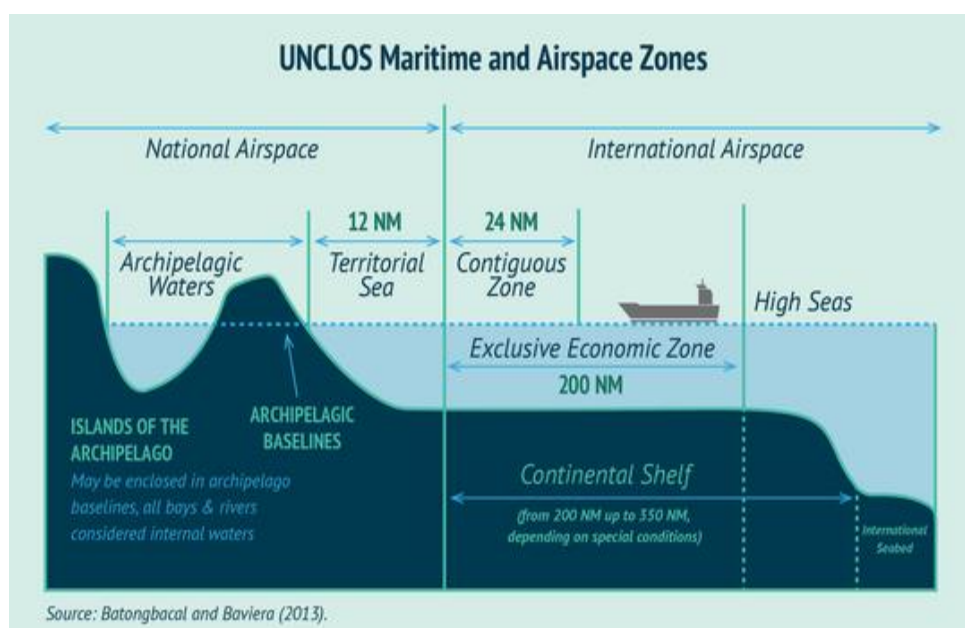 UNCLOS Maritime and Airspace Zones
National Airspace
International Airspace
12 NM
24 NM
Archipelagic
Waters
Territorial
Sea
Contiguous
Zone
High Seas
Exclusive Economic Zone
200 NM
ARCHIPELAGIC
BASELINES
ISLANDS OF THE
ARCHIPELAGO
May be enclosed in archipelago
baselines, all bays & rivers
considered internal waters
Continental Shelf
(from 200 NM up to 350 NM,
depending on special conditions)
International
Seabed
Source: Batongbacal and Baviera (2013).